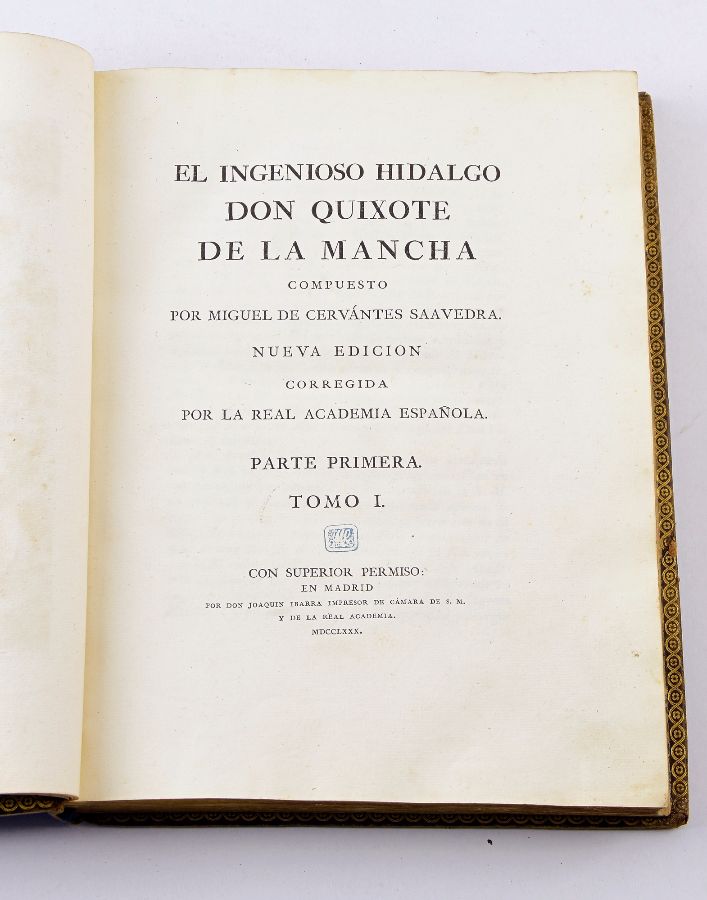 EL INGENIOSO HIDALGO
DON QUIXOTE
DE LA MANCHA
COMPUESTO
POR MIGUEL DE CERVÁNTES SAAVEDRA.
NUEVA EDICION
CORREGIDA
POR LA REAL ACADEMIA ESPAÑOLA.
PARTE PRIMERA.
TOMO I.
CON SUPERIOR PERMISO:
EN MADRID
POR DON JOAQUIN IBARRA IMPRESOR DE CÁMARA DE S. M.
Y DE LA REAL ACADEMIA.
MDCCLXXX.